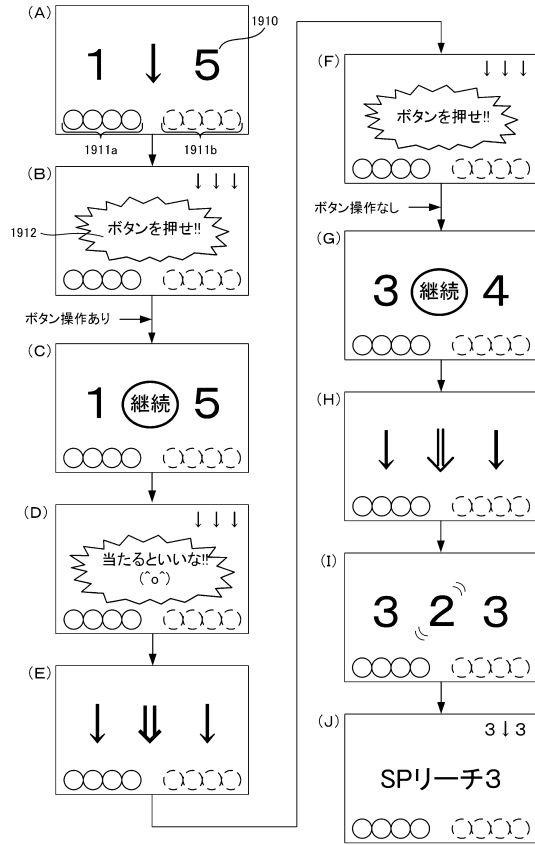 (A)
1 ↓ 5
1910
1911a 1911b
(B)
↓ ↓ ↓
ボタンを押せ!!
1912
ボタン操作あり
(C)
1 継続 5
(D)
↓ ↓ ↓
当たるといいな!!
(^o^)
(E)
↓ ⇓ ↓
(F)
↓ ↓ ↓
ボタンを押せ!!
ボタン操作なし
(G)
3 継続 4
(H)
↓ ⇓ ↓
(I)
3 2 3
(J)
3 ↓ 3
SPリーチ3